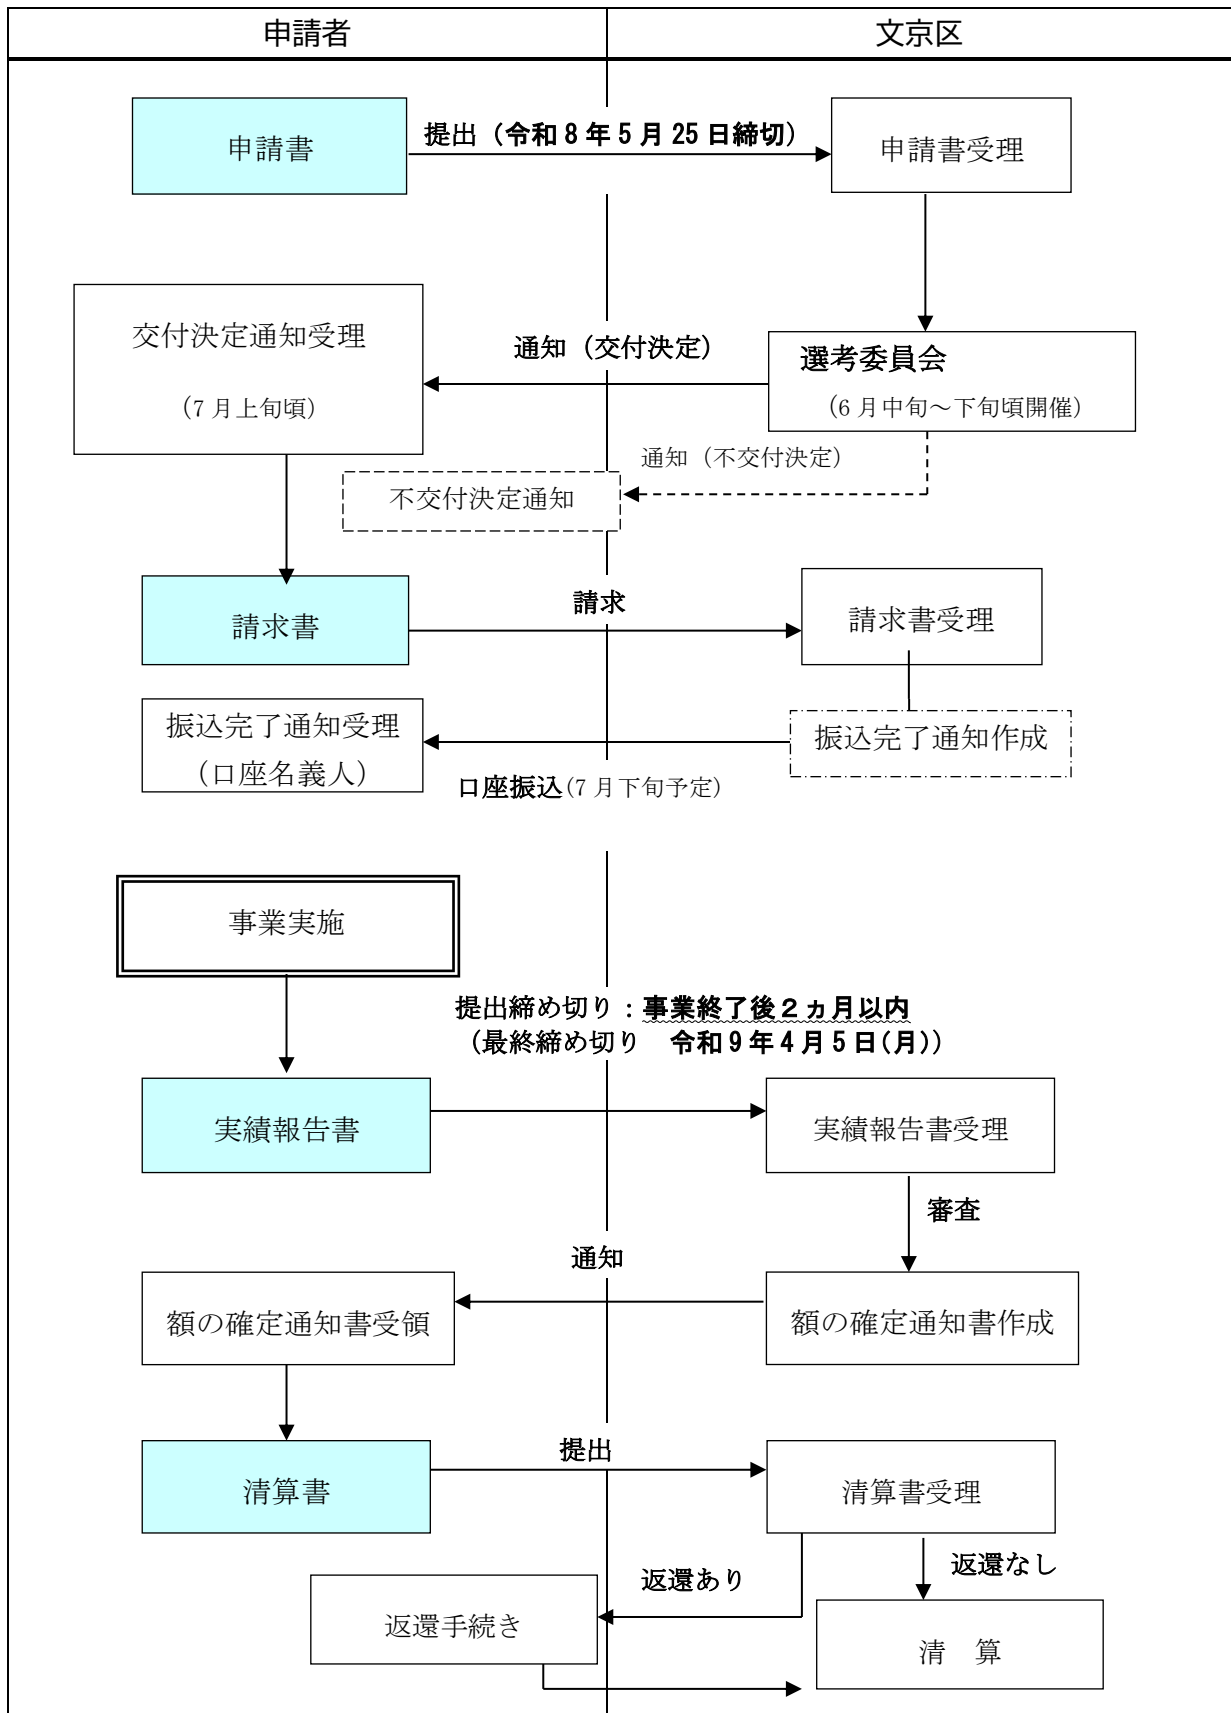 申請者
文京区
申請書
提出（令和8年5月25日締切）
申請書受理
交付決定通知受理
（7月上旬頃）
通知（交付決定）
選考委員会
（6月中旬～下旬頃開催）
通知（不交付決定）
不交付決定通知
請求書
請求
請求書受理
振込完了通知受理
（口座名義人）
振込完了通知作成
口座振込（7月下旬予定）
事業実施
提出締め切り：事業終了後２ヵ月以内
（最終締め切り　令和9年4月5日(月)）
実績報告書
実績報告書受理
審査
通知
額の確定通知書受領
額の確定通知書作成
提出
清算書
清算書受理
返還あり
返還なし
返還手続き
清　算